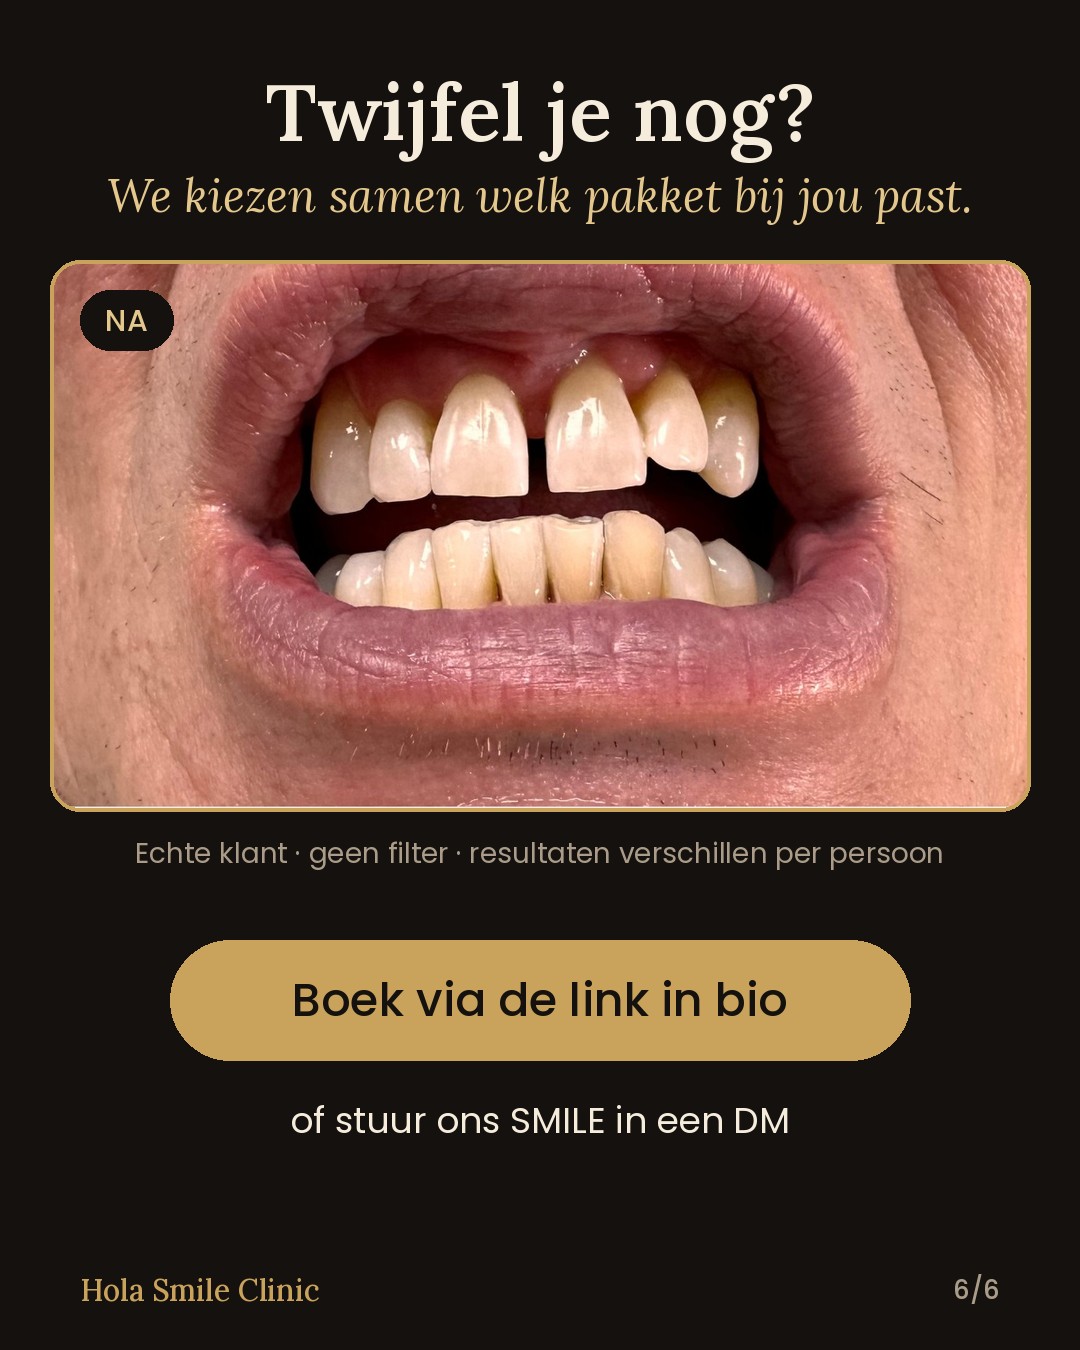 Twijfel je nog?
We kiezen samen welk pakket bij jou past.
NA
Echte klant · geen filter · resultaten verschillen per persoon
Boek via de link in bio
of stuur ons SMILE in een DM
Hola Smile Clinic
6/6